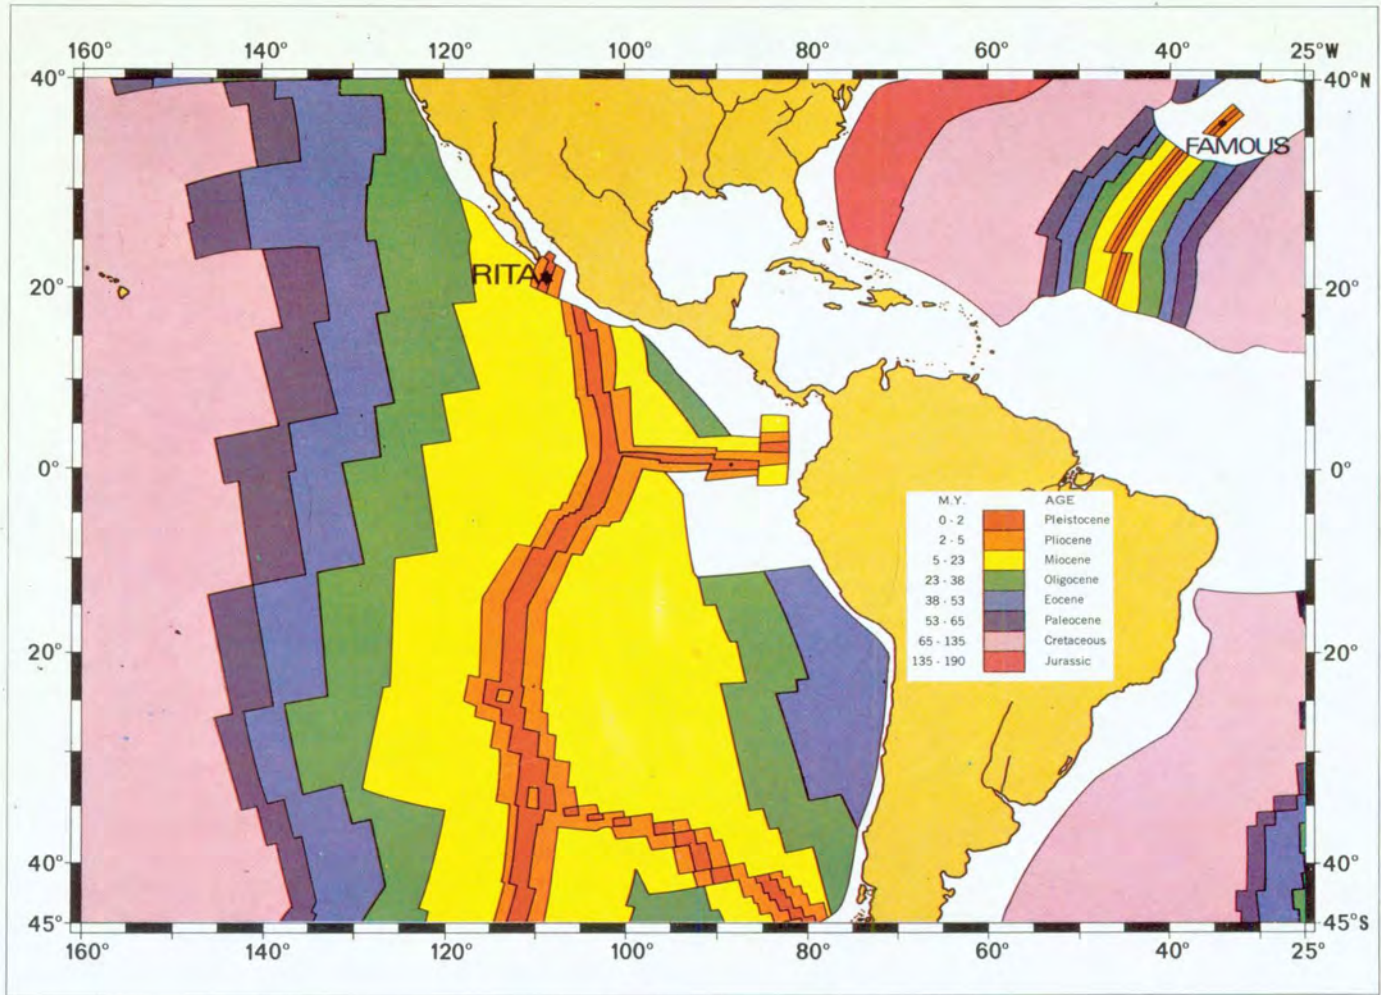 160° 140° 120° 100° 80° 60° 40° 25°W
40° 40°N
FAMOUS
RITA
20° 20°
0° 0°
M.Y. AGE
0 - 2 Pleistocene
2 - 5 Pliocene
5 - 23 Miocene
23 - 38 Oligocene
38 - 53 Eocene
53 - 65 Paleocene
65 - 135 Cretaceous
135 - 190 Jurassic
20° 20°
40° 40°
45° 45°S
160° 140° 120° 100° 80° 60° 40° 25°